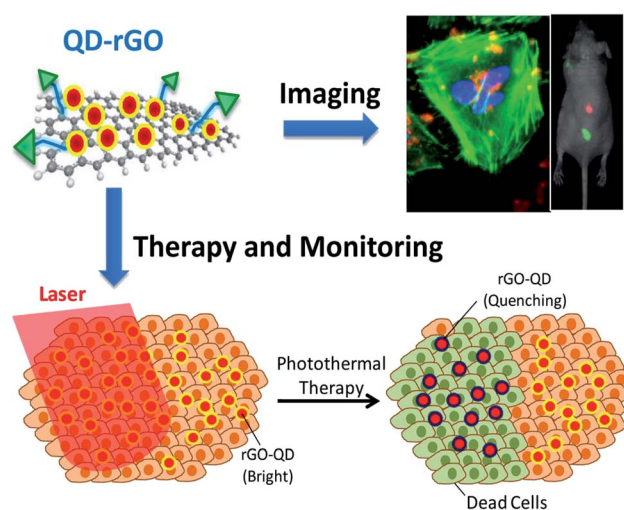 QD-rGO
Imaging
Therapy and Monitoring
Laser
rGO-QD
(Bright)
Photothermal
Therapy
rGO-QD
(Quenching)
Dead Cells